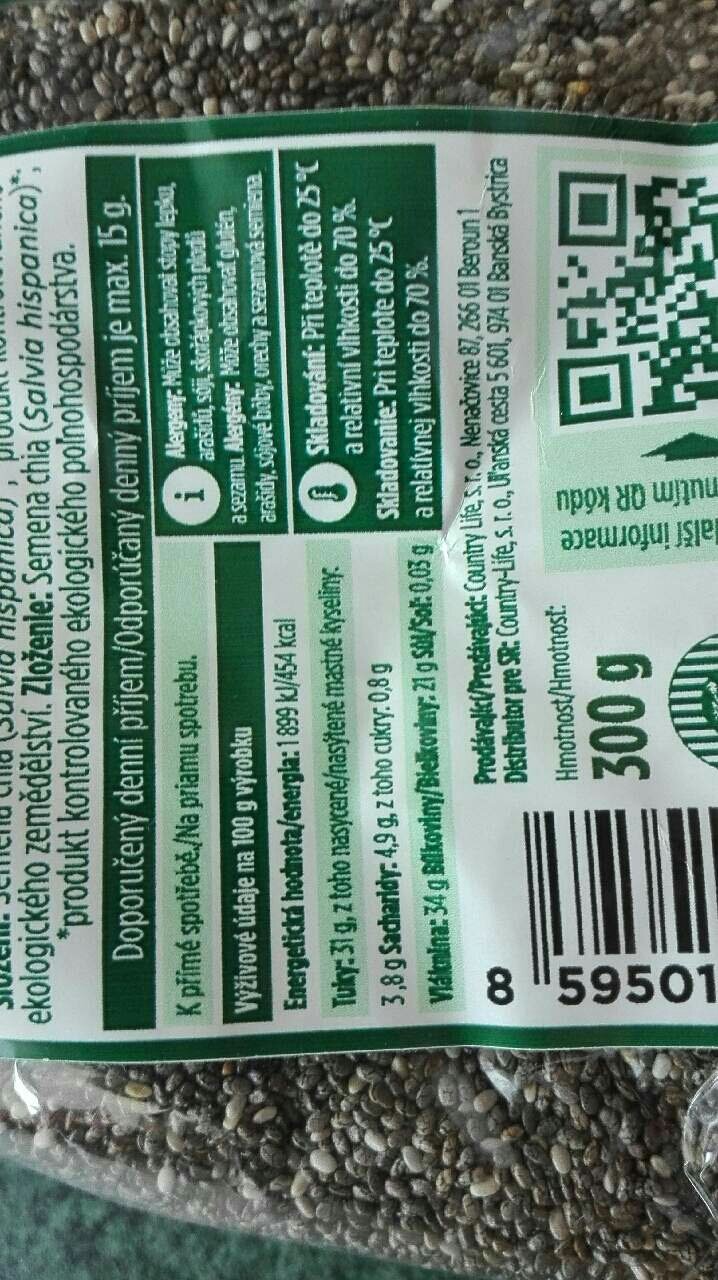 Složení: Semena chia (Salvia hispanica)*, produkt
ekologického zemědělství. Zloženie: Semena chia (Salvia hispanica)*,
*produkt kontrolovaného ekologického polnohospodárstva.
Doporučený denní příjem/Odporúčaný denný príjem je max. 15 g.
K přímé spotřebě./Na priamu spotrebu.
Výživové údaje na 100 g výrobku
Energetická hodnota/energia: 1 899 kJ/454 kcal
Tuky: 31 g, z toho nasycené/nasýtené mastné kyseliny:
3,8 g Sacharidy: 4,9 g, z toho cukry: 0,8 g
Vláknina: 34 g Bílkoviny/Bielkoviny: 21 g Sůl/Soľ: 0,03 g
i
Alergeny: Může obsahovat stopy lepku,
arašídů, sóji, skořápkových plodů
a sezamu. Alergény: Môže obsahovať glutén,
arašidy, sójové bôby, orechy a sezamová semiena.
Skladování: Při teplotě do 25 °C
a relativní vlhkosti do 70 %.
Skladovanie: Pri teplote do 25 °C
a relatívnej vlhkosti do 70 %.
Prodávající/Predávajúci: Country Life, s. r. o., Nenačovice 87, 266 01 Beroun 1
Distribútor pre SR: Country-Life, s. r. o., Uľanská cesta 5 601, 974 01 Banská Bystrica
Hmotnost/Hmotnosť:
300 g
další informace
nutím QR kódu
8 59501